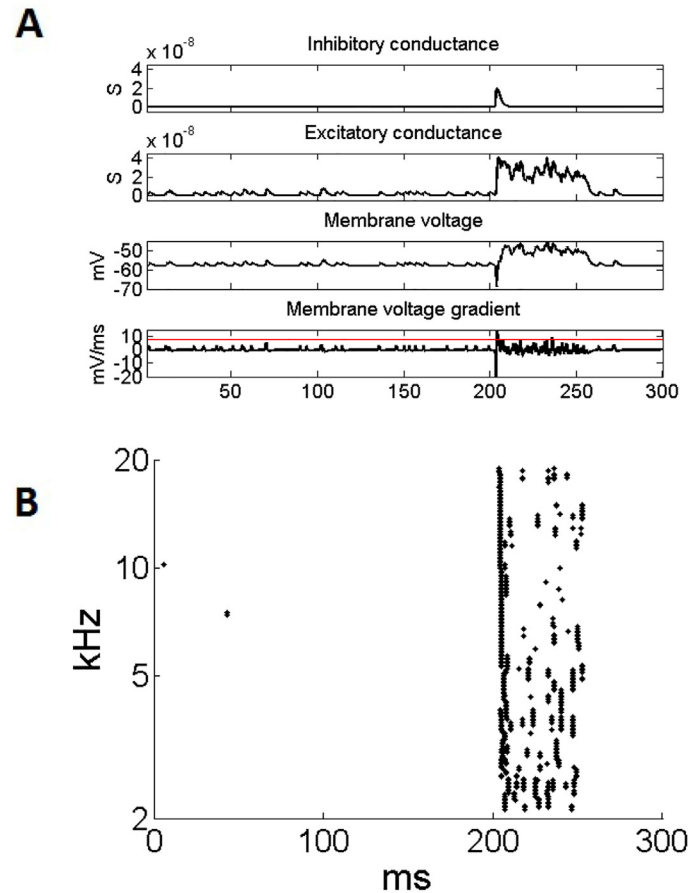 A
Inhibitory conductance
x 10⁻⁸
4
2
0
S
Excitatory conductance
x 10⁻⁸
4
2
0
S
Membrane voltage
-50
-60
-70
mV
Membrane voltage gradient
10
0
-10
-20
mV/ms
50 100 150 200 250 300
B
20
10
5
2
kHz
0 100 200 300
ms